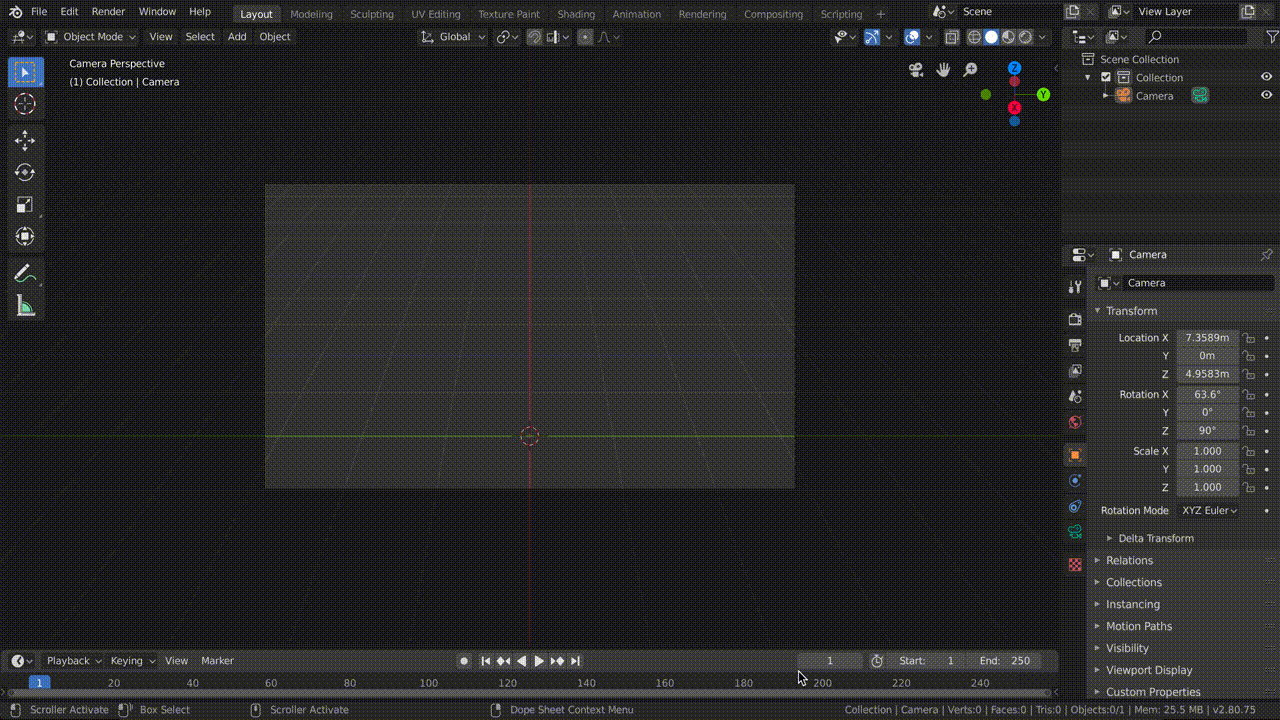 File Edit Render Window Help Layout Modeling Sculpting UV Editing Texture Paint Shading Animation Rendering Compositing Scripting + Scene View Layer
Object Mode View Select Add Object Global
Camera Perspective
(1) Collection | Camera
Z
Y
X
Scene Collection
Collection
Camera
Camera
Camera
Transform
Location X 7.3589m
Y 0m
Z 4.9583m
Rotation X 63.6°
Y 0°
Z 90°
Scale X 1.000
Y 1.000
Z 1.000
Rotation Mode XYZ Euler
Delta Transform
Relations
Collections
Instancing
Motion Paths
Visibility
Viewport Display
Custom Properties
Playback Keying View Marker 1 Start: 1 End: 250
1 20 40 60 80 100 120 140 160 180 200 220 240
Scroller Activate Box Select Scroller Activate Dope Sheet Context Menu Collection | Camera | Verts:0 | Faces:0 | Tris:0 | Objects:0/1 | Mem: 25.5 MB | v2.80.75